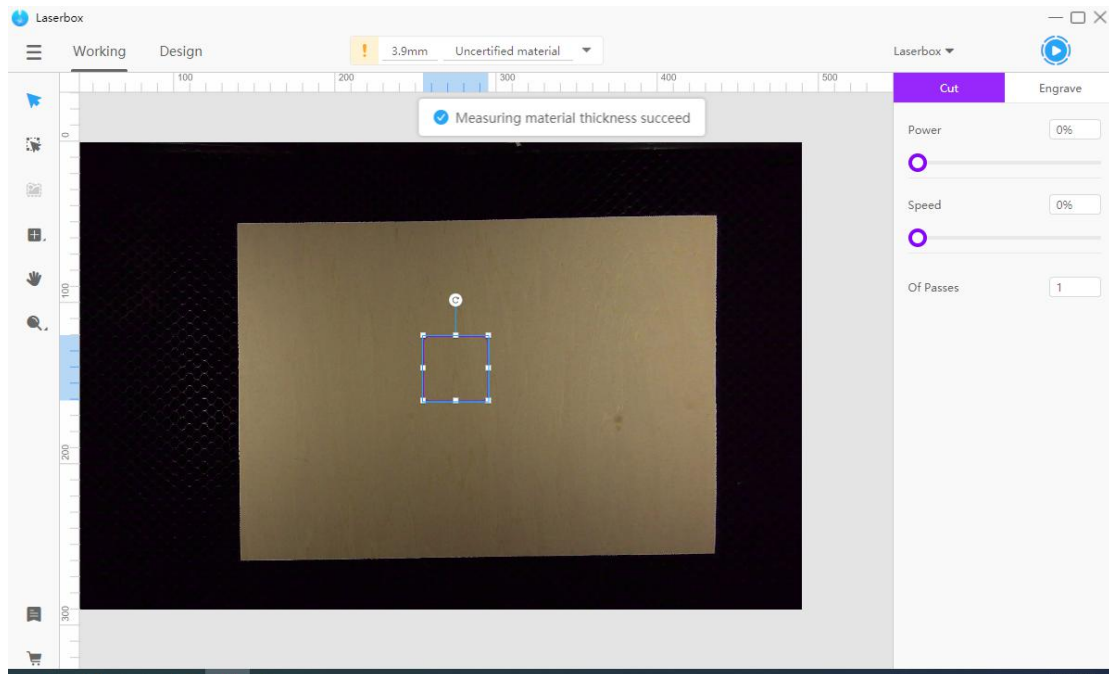 Laserbox
Working Design ! 3.9mm Uncertified material Laserbox
100 200 300 400 500
Cut Engrave
Measuring material thickness succeed
Power 0%
0
Speed 0%
100
Of Passes 1
200
300